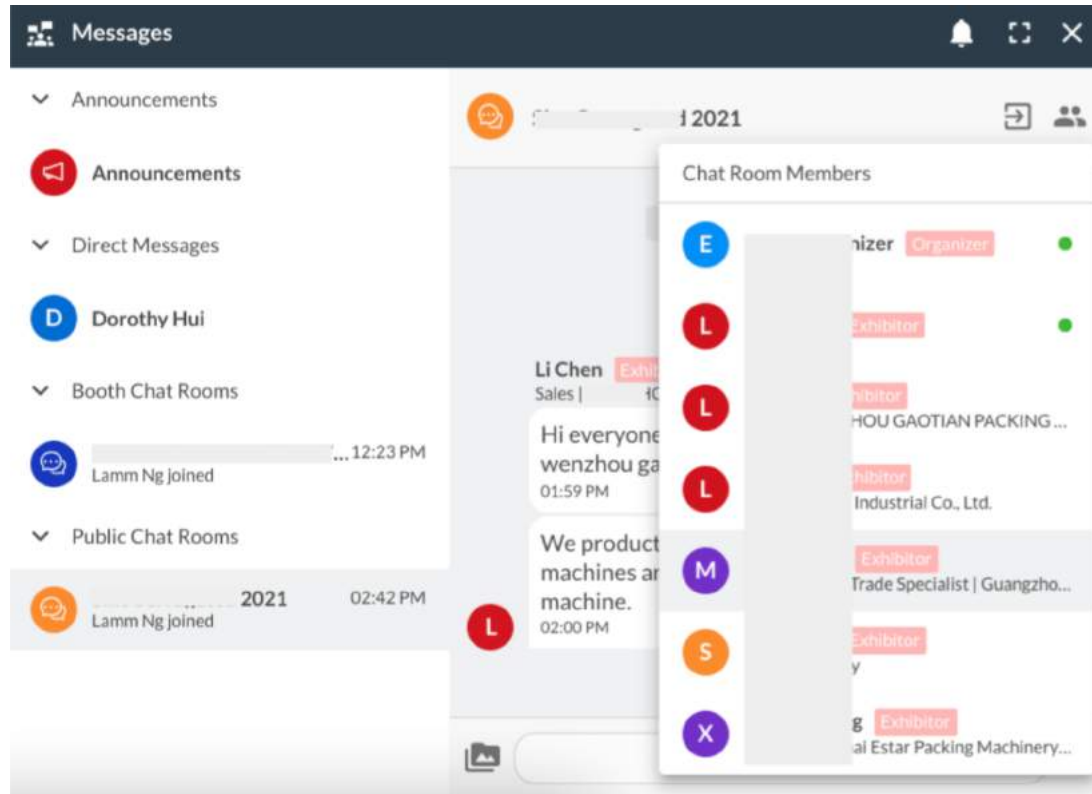 Messages
Announcements
Announcements
Direct Messages
D Dorothy Hui
Booth Chat Rooms
... 12:23 PM
Lamm Ng joined
Public Chat Rooms
2021 02:42 PM
Lamm Ng joined
2021
Li Chen
Sales |
Hi everyone
wenzhou ga
01:59 PM
We product
machines ar
machine.
02:00 PM
L
Chat Room Members
E nizer Organizer
L Exhibitor
L hibitor
HOU GAOTIAN PACKING ...
L hibitor
Industrial Co., Ltd.
M Exhibitor
Trade Specialist | Guangzho...
S Exhibitor
y
X g Exhibitor
ai Estar Packing Machinery...